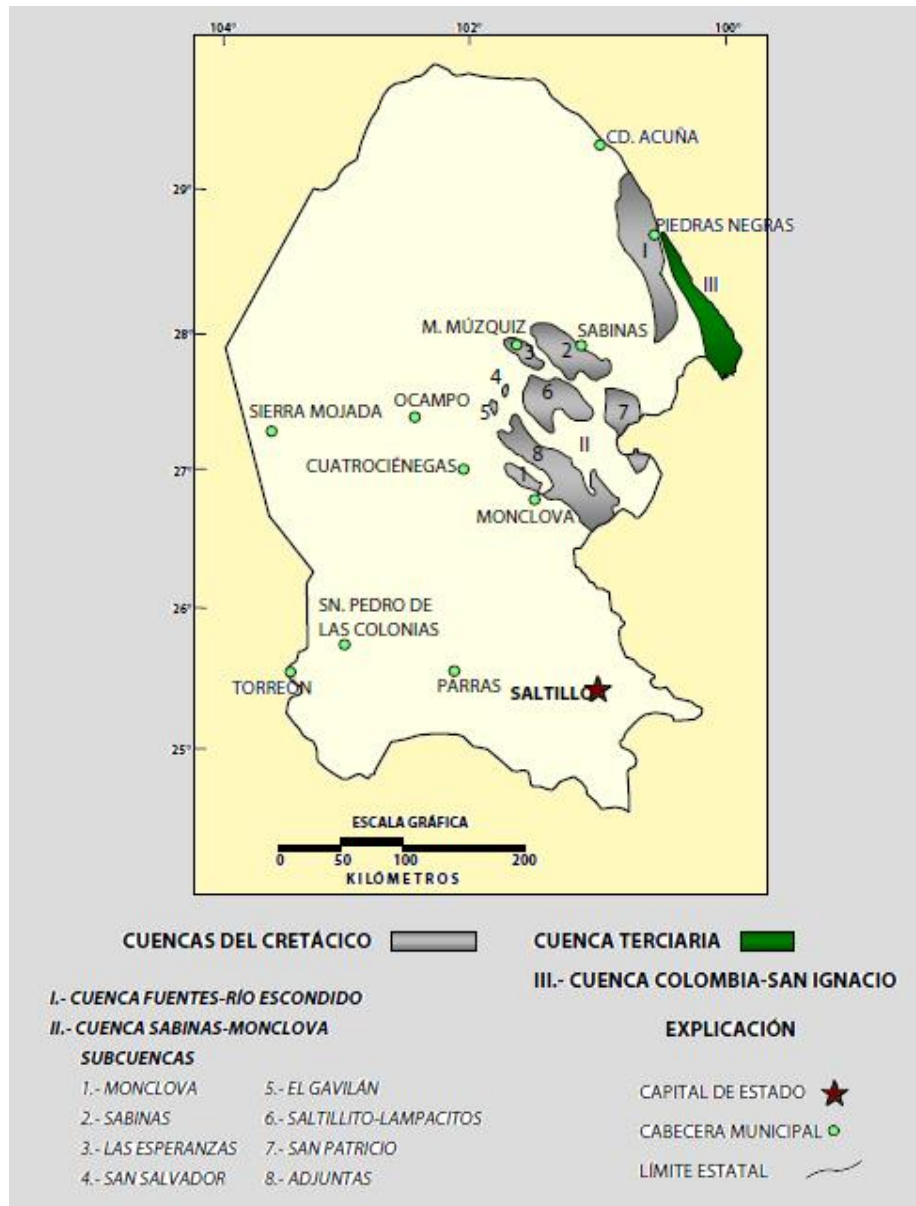 104°
102°
100°
CD. ACUÑA
29°
PIEDRAS NEGRAS
I
III
28°
M. MÚZQUIZ
SABINAS
3
2
4
OCAMPO
6
5
7
SIERRA MOJADA
II
8
CUATROCIÉNEGAS
27°
1
MONCLOVA
26°
SN. PEDRO DE
LAS COLONIAS
TORREÓN
PARRAS
SALTILLO
25°
ESCALA GRÁFICA
0 50 100 200
KILÓMETROS
CUENCAS DEL CRETÁCICO
CUENCA TERCIARIA
III.- CUENCA COLOMBIA-SAN IGNACIO
I.- CUENCA FUENTES-RÍO ESCONDIDO
II.- CUENCA SABINAS-MONCLOVA
SUBCUENCAS
1.- MONCLOVA
2.- SABINAS
3.- LAS ESPERANZAS
4.- SAN SALVADOR
5.- EL GAVILÁN
6.- SALTILLITO-LAMPACITOS
7.- SAN PATRICIO
8.- ADJUNTAS
EXPLICACIÓN
CAPITAL DE ESTADO
CABECERA MUNICIPAL
LÍMITE ESTATAL